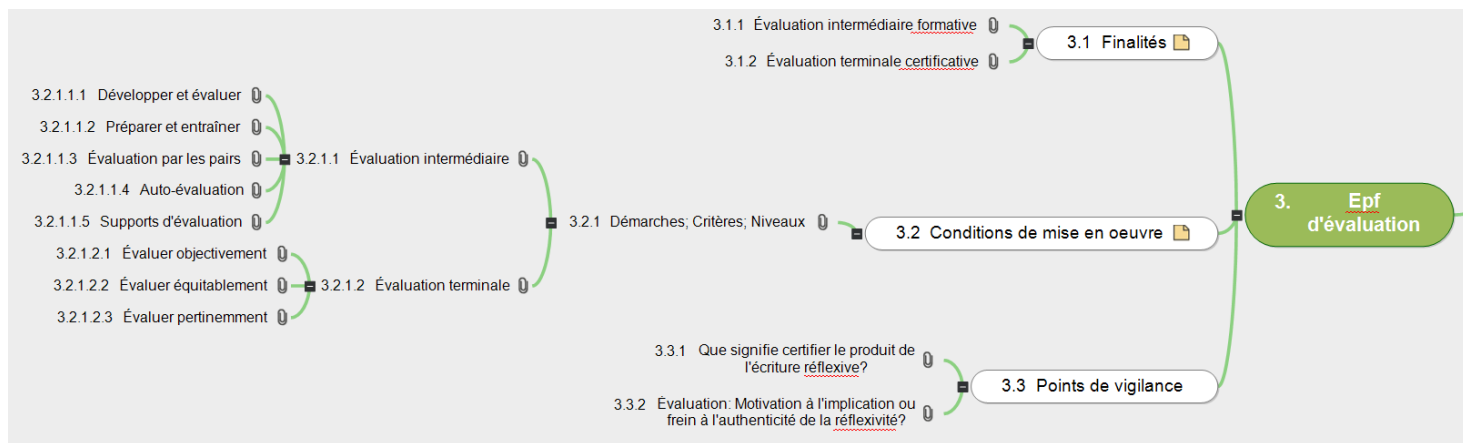 3. Epf
d'évaluation
3.1 Finalités
3.1.1 Évaluation intermédiaire formative
3.1.2 Évaluation terminale certificative
3.2 Conditions de mise en oeuvre
3.2.1 Démarches; Critères; Niveaux
3.2.1.1 Évaluation intermédiaire
3.2.1.1.1 Développer et évaluer
3.2.1.1.2 Préparer et entraîner
3.2.1.1.3 Évaluation par les pairs
3.2.1.1.4 Auto-évaluation
3.2.1.1.5 Supports d'évaluation
3.2.1.2 Évaluation terminale
3.2.1.2.1 Évaluer objectivement
3.2.1.2.2 Évaluer équitablement
3.2.1.2.3 Évaluer pertinemment
3.3 Points de vigilance
3.3.1 Que signifie certifier le produit de
l'écriture réflexive?
3.3.2 Évaluation: Motivation à l'implication ou
frein à l'authenticité de la réflexivité?